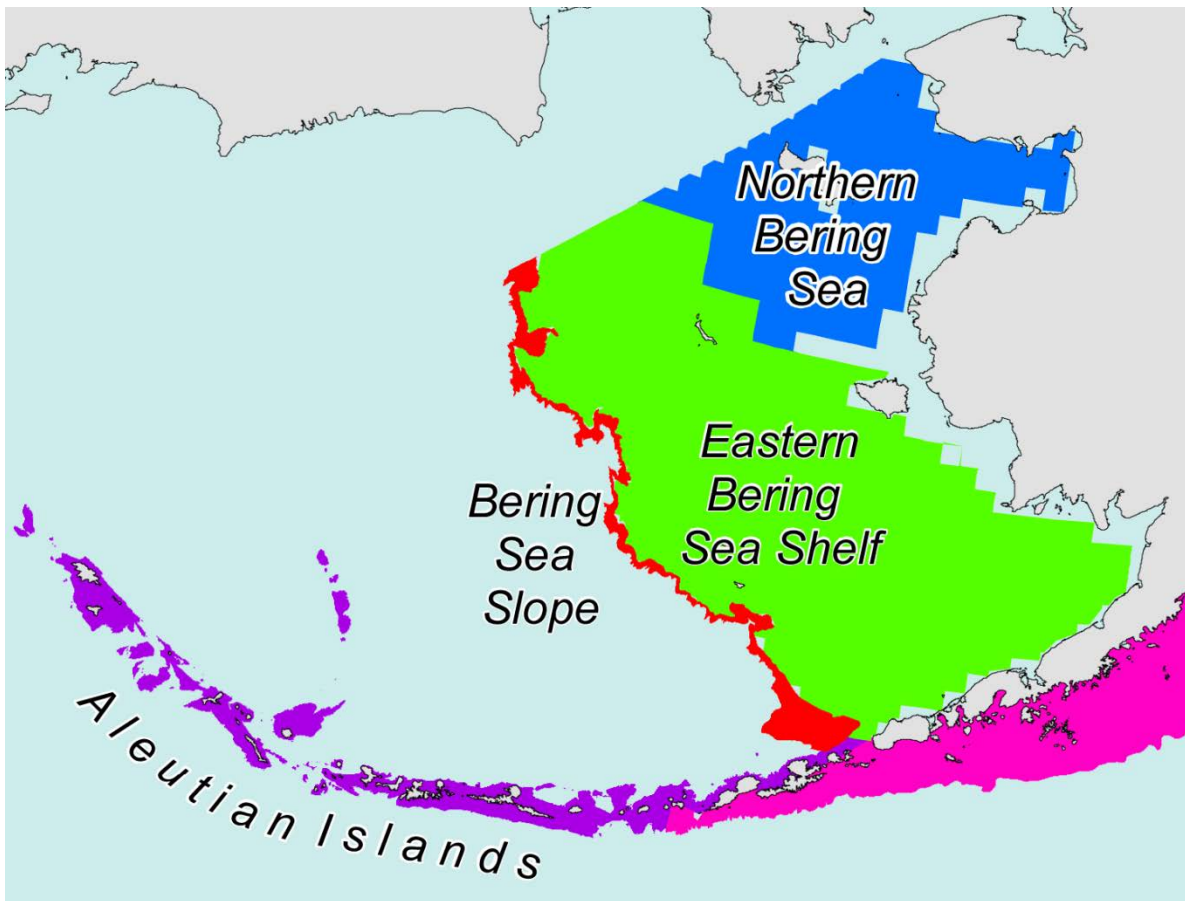 Northern
Bering
Sea
Eastern
Bering
Sea Shelf
Bering
Sea
Slope
Aleutian Islands